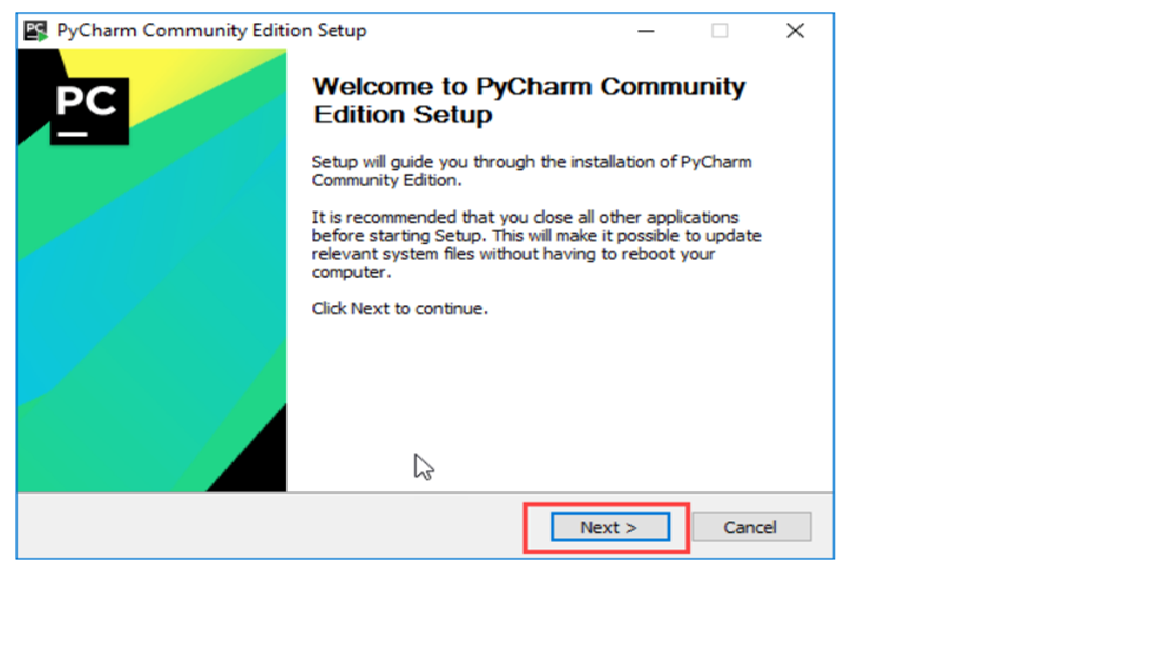 PyCharm Community Edition Setup
PC
Welcome to PyCharm Community
Edition Setup
Setup will guide you through the installation of PyCharm
Community Edition.
It is recommended that you close all other applications
before starting Setup. This will make it possible to update
relevant system files without having to reboot your
computer.
Click Next to continue.
Next >
Cancel